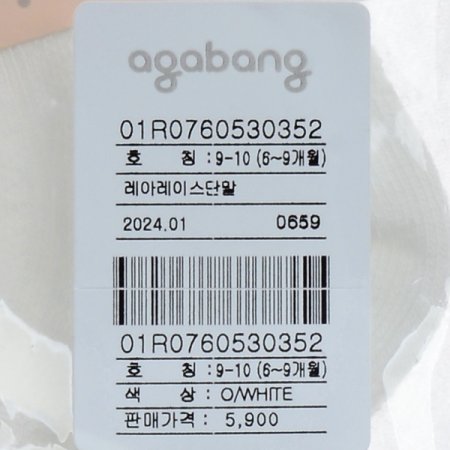 agabang
01R0760530352
호 칭 : 9-10 (6~9개월)
레아레이스단말
2024.01 0659
01R0760530352
호 칭 : 9-10 (6~9개월)
색 상 : O/WHITE
판매가격 : 5,900